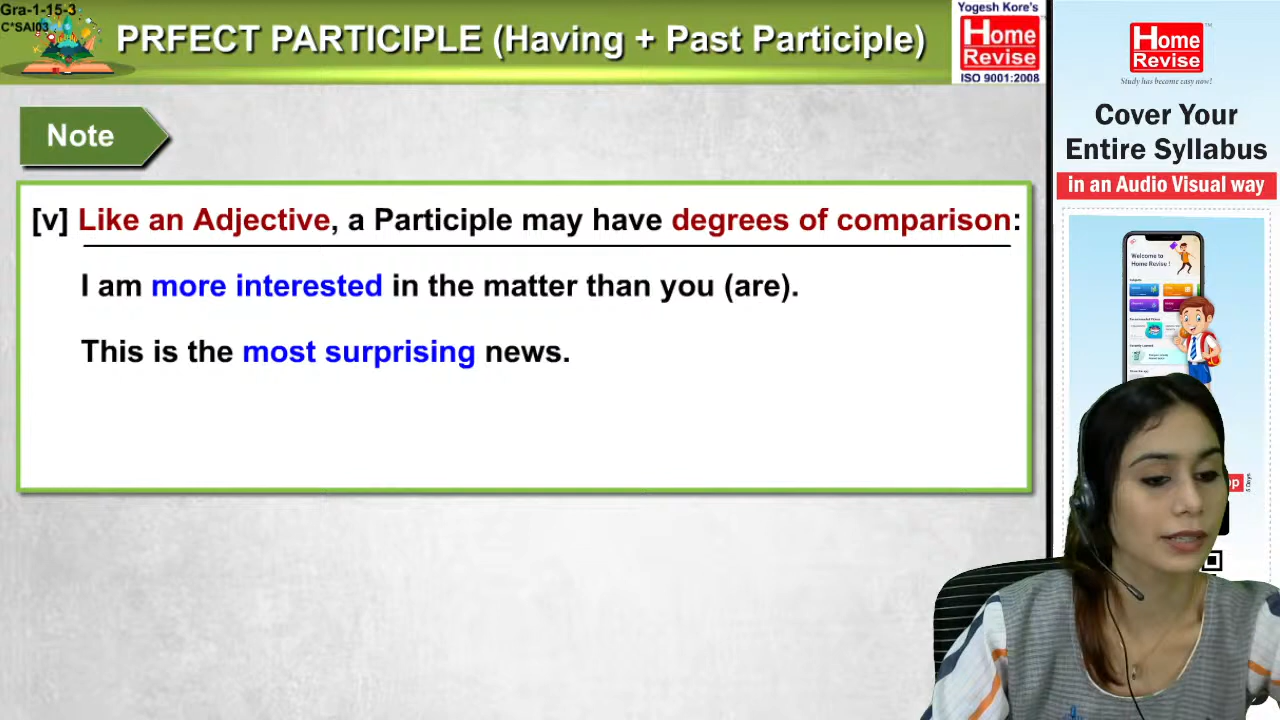 Gra-1-15-3
C*SAI03
PRFECT PARTICIPLE (Having + Past Participle)
Yogesh Kore's
Home
Revise
ISO 9001:2008
Home
Revise
Study has become easy now!
Cover Your
Entire Syllabus
in an Audio Visual way
Note
[v] Like an Adjective, a Participle may have degrees of comparison:
I am more interested in the matter than you (are).
This is the most surprising news.
Welcome to
Home Revise !
5 Days